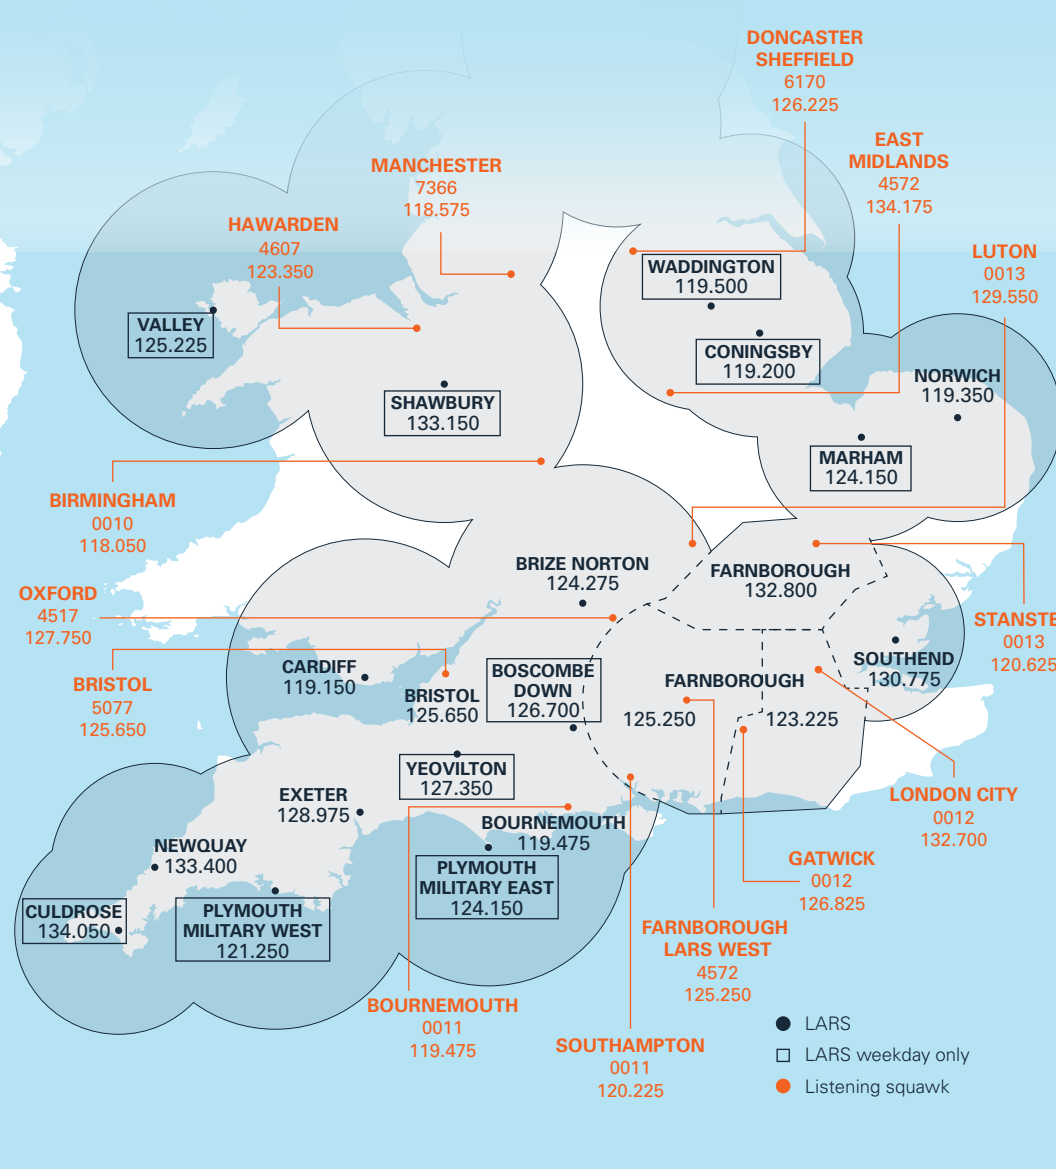 DONCASTER
SHEFFIELD
6170
126.225
EAST
MIDLANDS
4572
134.175
MANCHESTER
7366
118.575
HAWARDEN
4607
123.350
LUTON
0013
129.550
WADDINGTON
119.500
VALLEY
125.225
CONINGSBY
119.200
NORWICH
119.350
SHAWBURY
133.150
MARHAM
124.150
BIRMINGHAM
0010
118.050
BRIZE NORTON
124.275
FARNBOROUGH
132.800
OXFORD
4517
127.750
STANSTE
0013
120.625
CARDIFF
119.150
BRISTOL
125.650
BOSCOMBE
DOWN
126.700
FARNBOROUGH
125.250
123.225
SOUTHEND
130.775
BRISTOL
5077
125.650
YEOVILTON
127.350
EXETER
128.975
LONDON CITY
0012
132.700
BOURNEMOUTH
119.475
NEWQUAY
133.400
GATWICK
0012
126.825
PLYMOUTH
MILITARY EAST
124.150
CULDROSE
134.050
PLYMOUTH
MILITARY WEST
121.250
FARNBOROUGH
LARS WEST
4572
125.250
BOURNEMOUTH
0011
119.475
SOUTHAMPTON
0011
120.225
LARS
LARS weekday only
Listening squawk